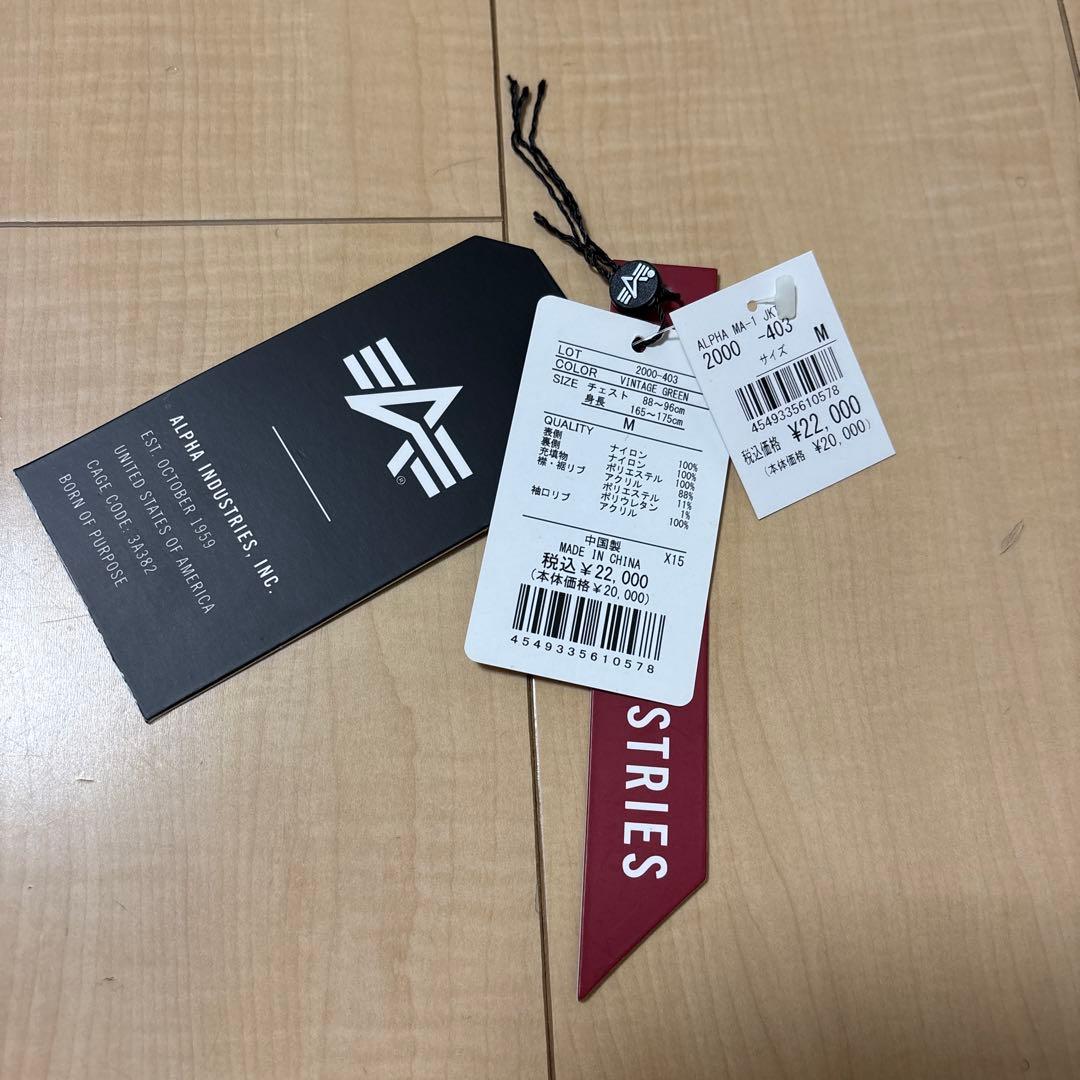 ALPHA INDUSTRIES, INC.
EST. OCTOBER 1959
UNITED STATES OF AMERICA
CAGE CODE: 3A382
BORN OF PURPOSE
®
LOT 2000-403
COLOR VINTAGE GREEN
SIZE チェスト 88～96cm
身長 165～175cm
M
QUALITY
表側 ナイロン 100%
裏側 ナイロン 100%
充填物 ポリエステル 100%
襟・裾リブ アクリル 88%
ポリエステル 11%
ポリウレタン 1%
袖口リブ アクリル 100%
中国製
MADE IN CHINA X15
税込¥22,000
(本体価格¥20,000)
4549335610578
ALPHA MA-1 JKT
2000 -403
サイズ M
4549335610578
税込価格 ¥22,000
(本体価格 ¥20,000)
STRIES